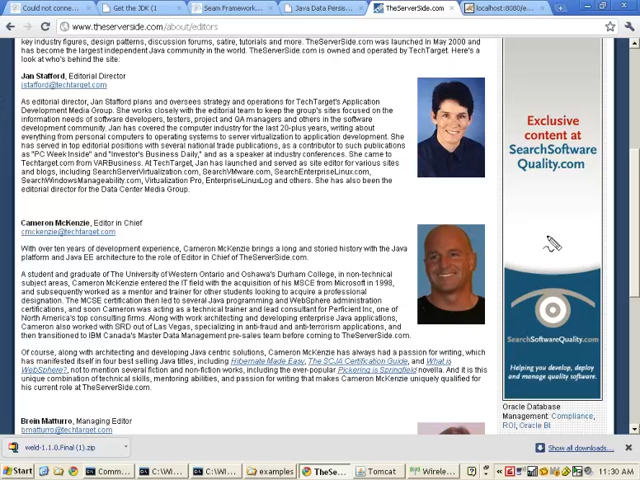 Could not connec
Get the JDK (1
Seam Framework
Java Data Persis
TheServerSide.com
localhost:8080/e
www.theserverside.com/about/editors
key industry figures, design patterns, discussion forums, satire, tutorials and more. TheServerSide.com was launched in May 2000 and
has become the largest independent Java community in the world. TheServerSide.com is owned and operated by TechTarget. Here's a
look at who's behind the site:
Jan Stafford, Editorial Director
jstafford@techtarget.com
As editorial director, Jan Stafford plans and oversees strategy and operations for TechTarget's Application
Development Media Group. She works closely with the editorial team to keep the group's sites focused on the
information needs of software developers, testers, project and QA managers and others in the software
development community. Jan has covered the computer industry for the last 20-plus years, writing about
everything from personal computers to operating systems to server virtualization to application development. She
has served in top editorial positions with several national trade publications, as a contributor to such publications
as "PC Week Inside" and "Investor's Business Daily," and as a speaker at industry conferences. She came to
Techtarget.com from VARBusiness. At TechTarget, Jan has launched and served as site editor for various sites
and blogs, including SearchServerVirtualization.com, SearchVMware.com, SearchEnterpriseLinux.com,
SearchWindowsManageability.com, Virtualization Pro, EnterpriseLinuxLog and others. She has also been the
editorial director for the Data Center Media Group.
Cameron McKenzie, Editor in Chief
cmckenzie@techtarget.com
With over ten years of development experience, Cameron McKenzie brings a long and storied history with the Java
platform and Java EE architecture to the role of Editor in Chief of TheServerSide.com.
A student and graduate of The University of Western Ontario and Oshawa's Durham College, in non-technical
subject areas, Cameron entered the IT field with the acquisition of his MSCE from Microsoft in 1998,
and subsequently worked as a mentor and trainer for other students looking to acquire a professional
designation. The MCSE certification then led to several Java programming and WebSphere administration
certifications, and soon Cameron was acting as a technical trainer and lead consultant for Perficient Inc, one of
North America's top consulting firms. Along with work architecting and developing enterprise Java applications,
Cameron also worked with SRD out of Las Vegas, specializing in anti-fraud and anti-terrorism applications, and
then transitioned to IBM Canada's Master Data Management pre-sales team before coming to TheServerSide.com.
Of course, along with architecting and developing Java centric solutions, Cameron McKenzie has always had a passion for writing, which
has manifested itself in four best selling Java titles, including Hibernate Made Easy, The SCJA Certification Guide, and What is
WebSphere?, not to mention several fiction and non-fiction works, including the ever-popular Pickering is Springfield novella. And it is this
unique combination of technical skills, mentoring abilities, and passion for writing that makes Cameron McKenzie uniquely qualified for
his current role at TheServerSide.com.
Brein Matturro, Managing Editor
bmatturro@techtarget.com
Exclusive
content at
SearchSoftware
Quality.com
SearchSoftwareQuality.com
Helping you develop, deploy
and manage quality software.
Oracle Database
Management: Compliance,
ROI, Oracle BI
weld-1.1.0.Final (1).zip
Show all downloads...
Start
Comm...
C:\WI...
C:\WI...
examples
TheSe...
Tomcat
Wireless...
11:30 AM